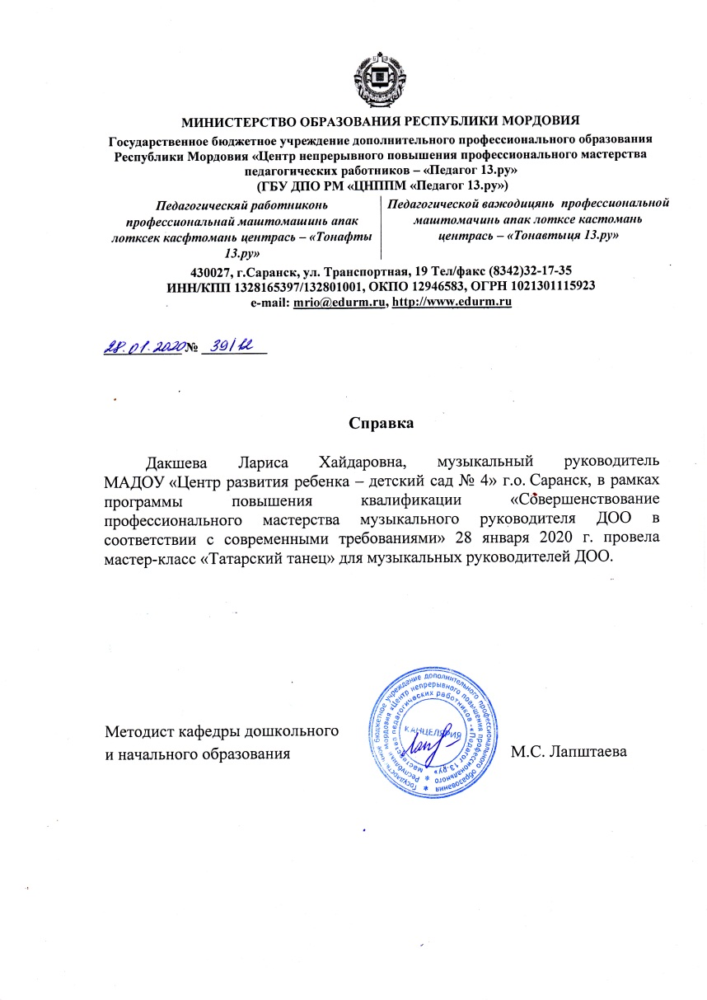 МИНИСТЕРСТВО ОБРАЗОВАНИЯ РЕСПУБЛИКИ МОРДОВИЯ
Государственное бюджетное учреждение дополнительного профессионального образования
Республики Мордовия «Центр непрерывного повышения профессионального мастерства
педагогических работников – «Педагог 13.ру»
(ГБУ ДПО РМ «ЦНППМ «Педагог 13.ру»)
Педагогическяй работниконь
профессиональнай маштомашинь апак
лотксек касфтомань центрась – «Тонафты
13.ру»
Педагогической важодицянь профессиональной
маштомачинь апак лотксе кастомань
центрась – «Тонавтыця 13.ру»
430027, г.Саранск, ул. Транспортная, 19 Тел/факс (8342)32-17-35
ИНН/КПП 1328165397/132801001, ОКПО 12946583, ОГРН 1021301115923
e-mail: mrio@edurm.ru, http://www.edurm.ru
28.01.2020 № 39/12
Справка
Дакшева Лариса Хайдаровна, музыкальный руководитель
МАДОУ «Центр развития ребенка – детский сад № 4» г.о. Саранск, в рамках
программы повышения квалификации «Совершенствование
профессионального мастерства музыкального руководителя ДОО в
соответствии с современными требованиями» 28 января 2020 г. провела
мастер-класс «Татарский танец» для музыкальных руководителей ДОО.
Государственное бюджетное учреждение дополнительного профессионального образования
Республики Мордовия «Центр непрерывного повышения профессионального
мастерства педагогических работников - «Педагог 13.ру»
КАНЦЕЛЯРИЯ
Методист кафедры дошкольного
и начального образования
М.С. Лапштаева